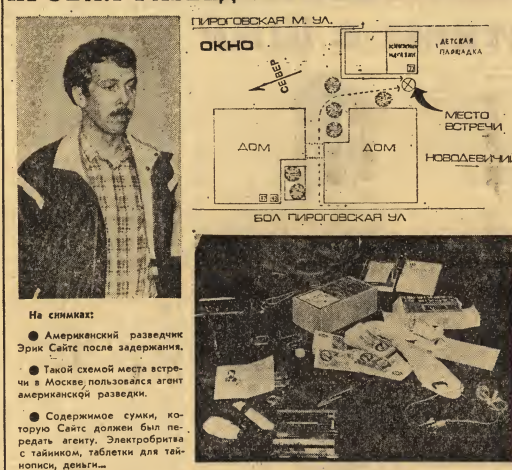 ПИРОГОВСКАЯ М. УЛ.
ОКНО
СЕВЕР
ДЕТСКАЯ
ПЛОЩАДКА
МЕСТО
ВСТРЕЧИ
ДОМ
ДОМ
НОВОДЕВИЧИЙ
БОЛ ПИРОГОВСКАЯ УЛ
На снимках:
● Американский разведчик
Эрик Сайтс после задержания.
● Такой схемой места встре-
чи в Москве пользовался агент
американской разведки.
● Содержимое сумки, ко-
торую Сайтс должен был пе-
редать агенту. Электробритва
с тайником, таблетки для тай-
нописи, деньги...